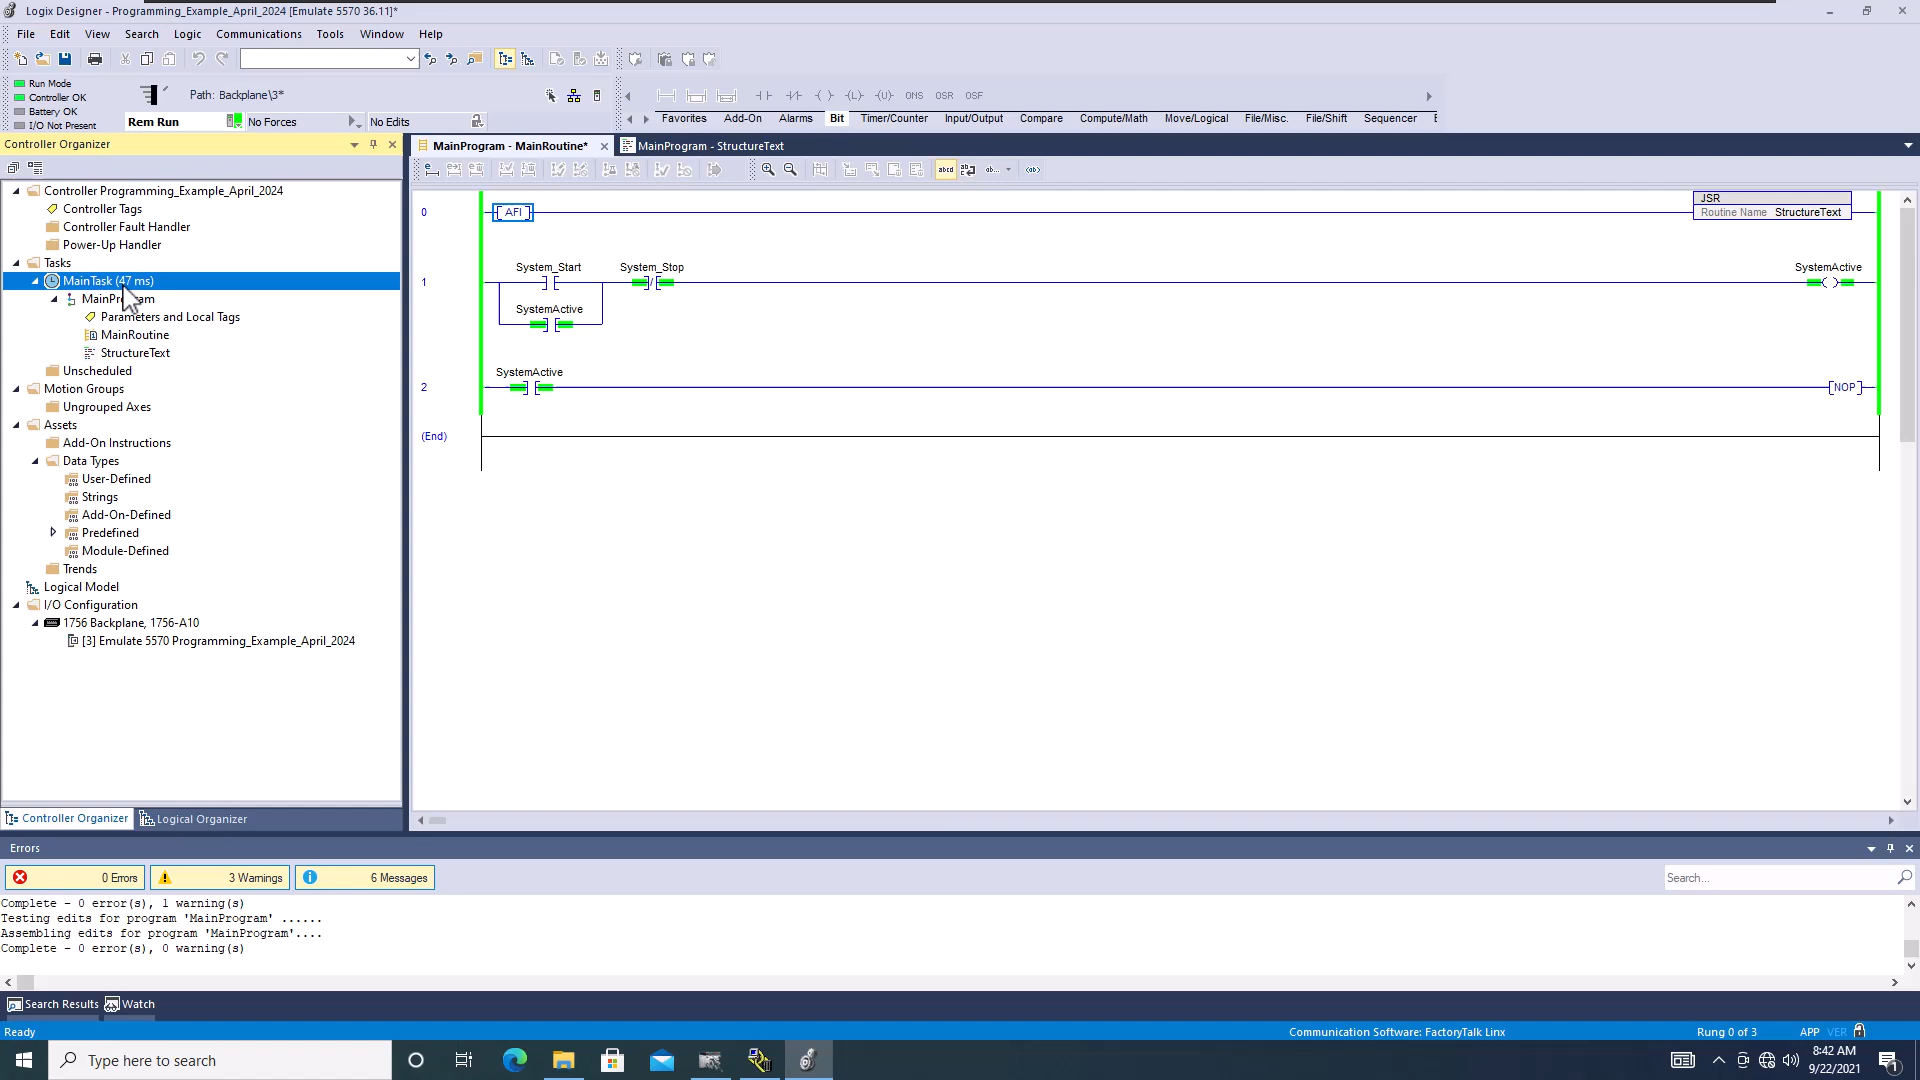 Logix Designer - Programming_Example_April_2024 [Emulate 5570 36.11]*
File Edit View Search Logic Communications Tools Window Help
Run Mode
Controller OK
Battery OK
I/O Not Present
Path: Backplane\3*
Rem Run No Forces No Edits
ONS OSR OSF
Favorites Add-On Alarms Bit Timer/Counter Input/Output Compare Compute/Math Move/Logical File/Misc. File/Shift Sequencer E
Controller Organizer
Controller Programming_Example_April_2024
Controller Tags
Controller Fault Handler
Power-Up Handler
Tasks
MainTask (47 ms)
MainProgram
Parameters and Local Tags
MainRoutine
StructureText
Unscheduled
Motion Groups
Ungrouped Axes
Assets
Add-On Instructions
Data Types
User-Defined
Strings
Add-On-Defined
Predefined
Module-Defined
Trends
Logical Model
I/O Configuration
1756 Backplane, 1756-A10
[3] Emulate 5570 Programming_Example_April_2024
Controller Organizer Logical Organizer
MainProgram - MainRoutine* MainProgram - StructureText
abcd ab...
0 AFI JSR
Routine Name StructureText
System_Start System_Stop SystemActive
1
SystemActive
SystemActive
2 NOP
(End)
Errors
0 Errors 3 Warnings 6 Messages Search...
Complete - 0 error(s), 1 warning(s)
Testing edits for program 'MainProgram' ......
Assembling edits for program 'MainProgram'....
Complete - 0 error(s), 0 warning(s)
Search Results Watch
Ready Communication Software: FactoryTalk Linx Rung 0 of 3 APP VER
Type here to search
8:42 AM
9/22/2021
1